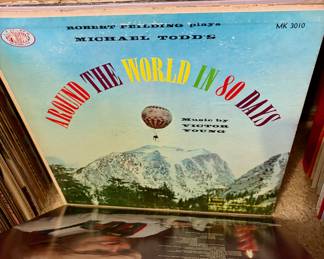 ROBERT FEILDING plays
MICHAEL TODD'S
MK 3010
AROUND THE WORLD IN 80 DAYS
Music by
VICTOR
YOUNG